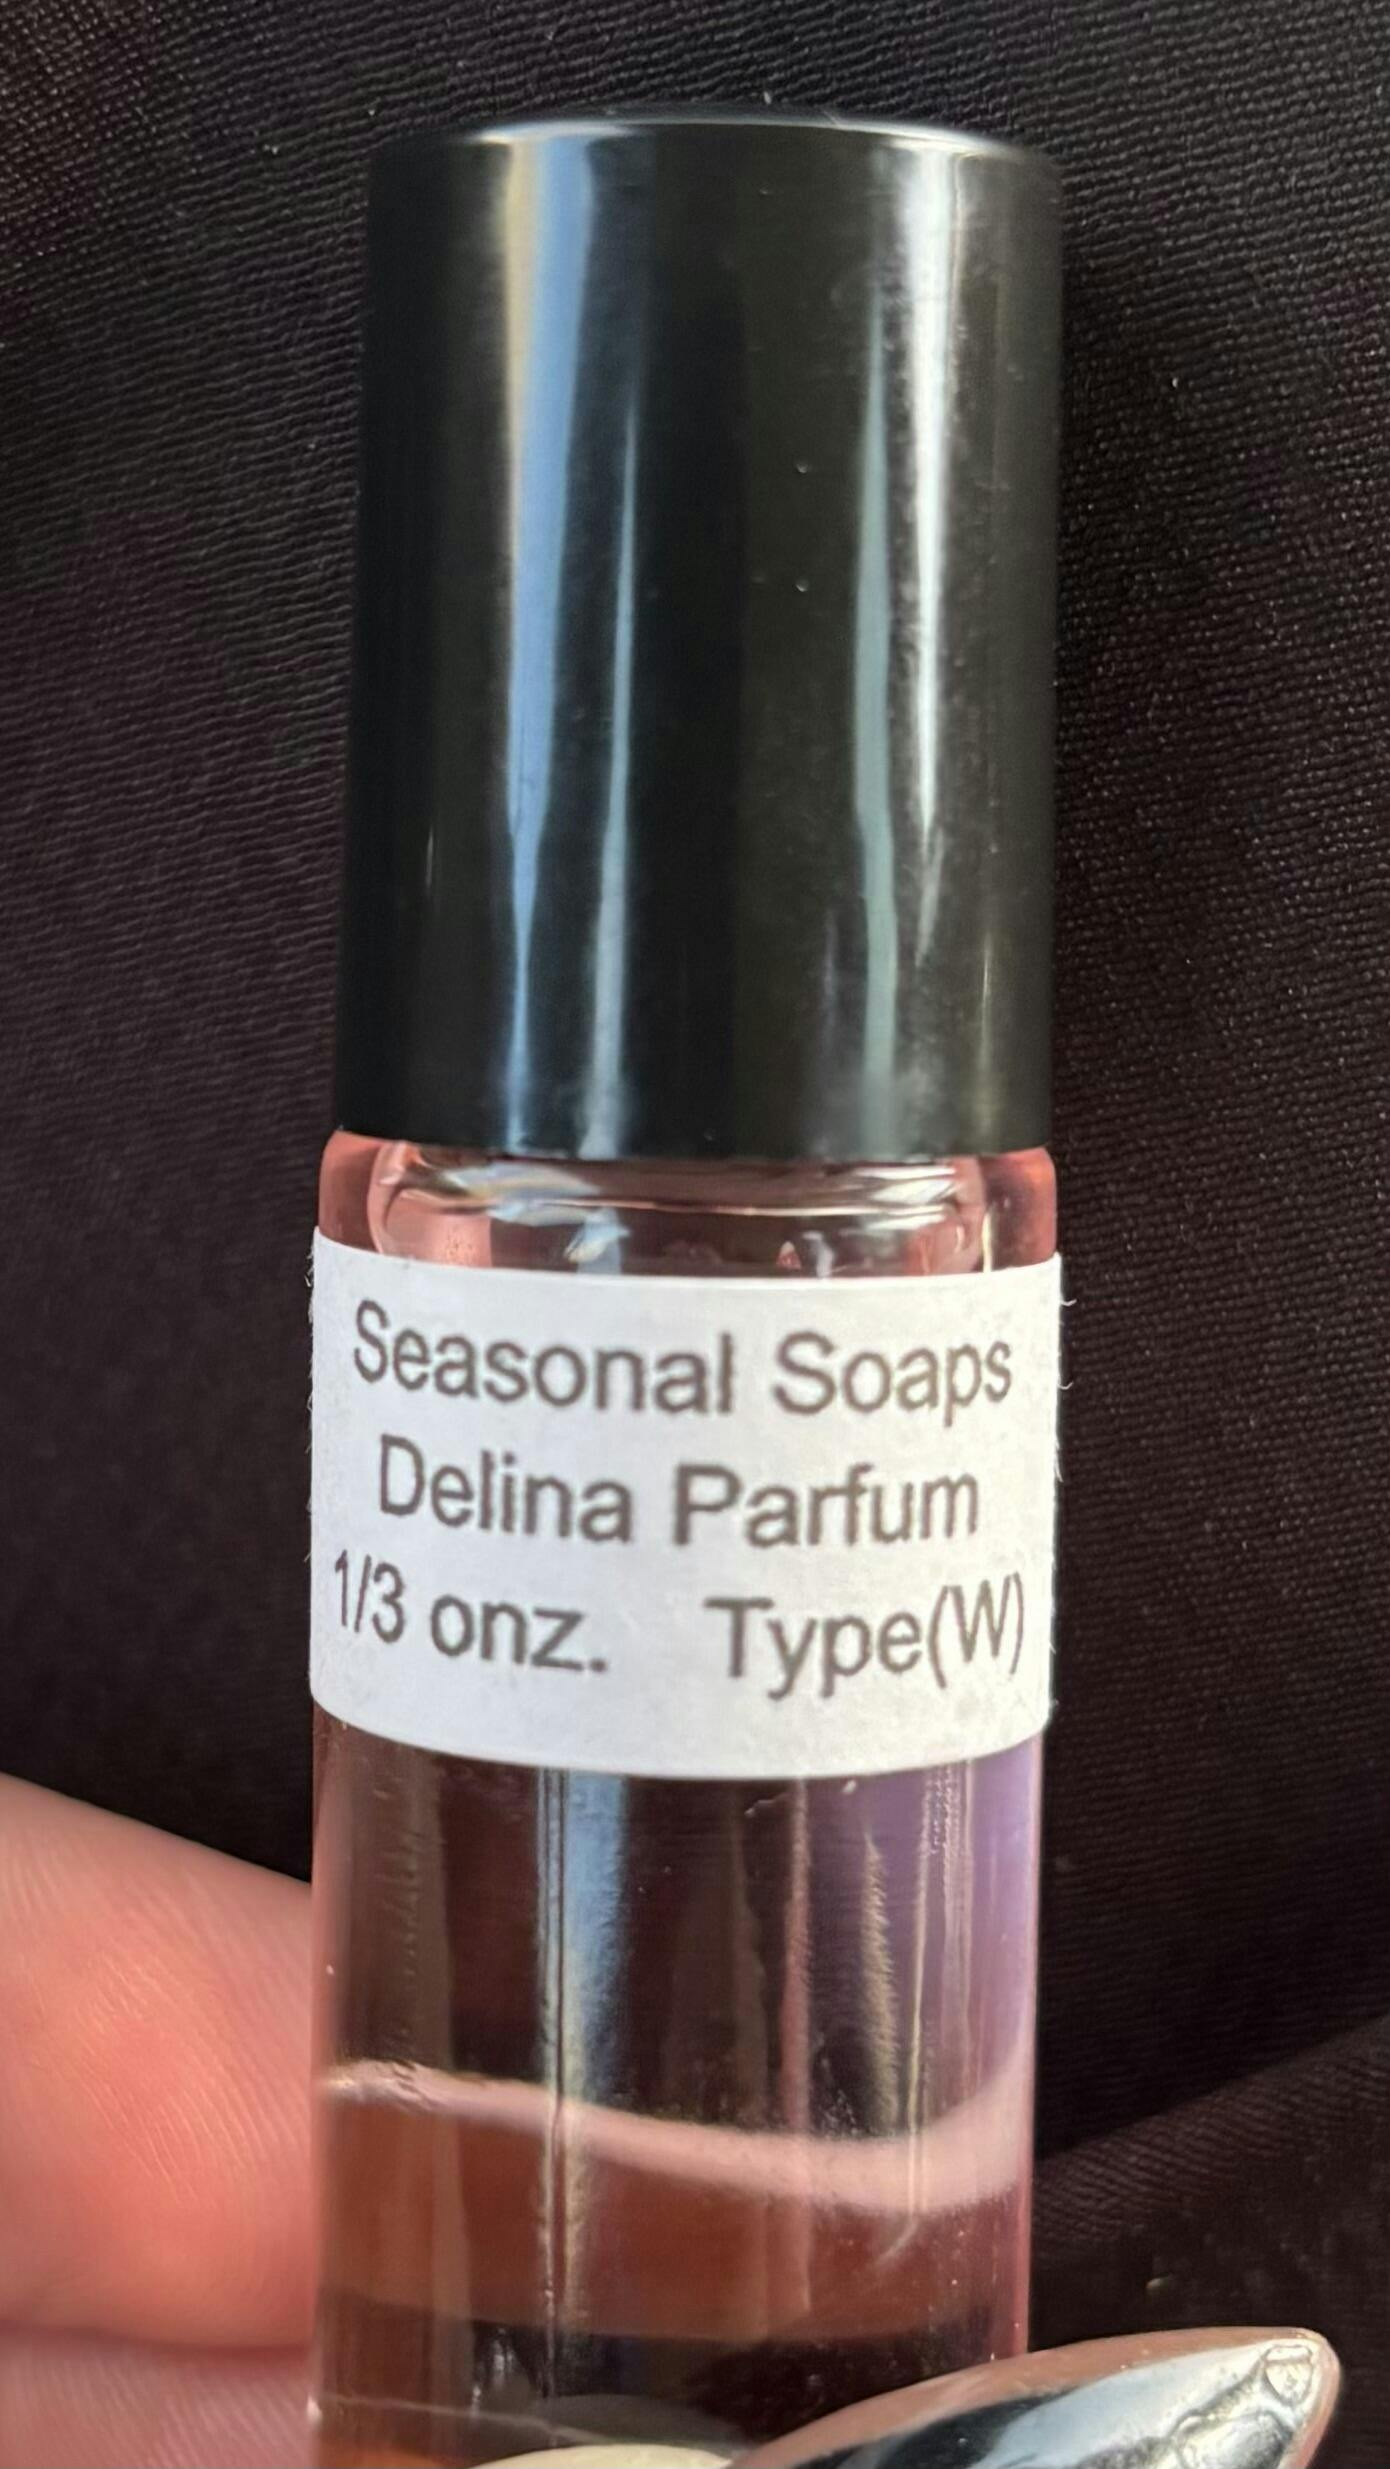 Seasonal Soaps
Delina Parfum
1/3 onz. Type(W)